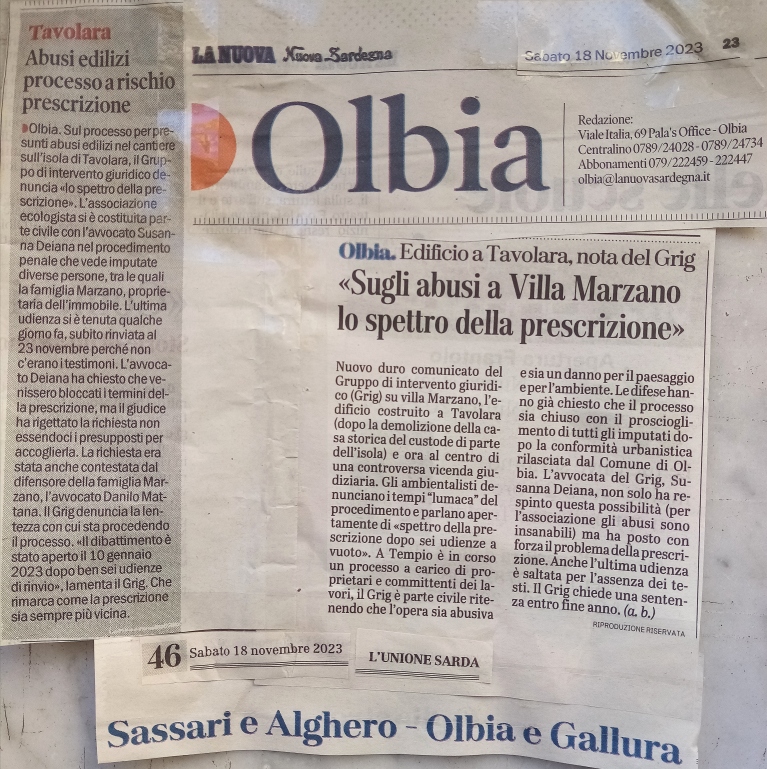 Tavolara
Abusi edilizi
processo a rischio
prescrizione
Olbia. Sul processo per pre-
sunti abusi edilizi nel cantiere
sull'isola di Tavolara, il Grup-
po di intervento giuridico de-
nuncia «lo spettro della pre-
scrizione». L'associazione
ecologista si è costituita par-
te civile con l'avvocato Susan-
na Deiana nel procedimento
penale che vede imputate
diverse persone, tra le quali
la famiglia Marzano, proprie-
taria dell'immobile. L'ultima
udienza si è tenuta qualche
giorno fa, subito rinviata al
23 novembre perché non
c'erano i testimoni. L'avvoca-
to Deiana ha chiesto che ve-
nissero bloccati i termini del-
la prescrizione, ma il giudice
ha rigettato la richiesta non
essendoci i presupposti per
accoglierla. La richiesta era
stata anche contestata dal
difensore della famiglia Mar-
zano, l'avvocato Danilo Mat-
tana. Il Grig denuncia la len-
tezza con cui sta procedendo
il processo. «Il dibattimento è
stato aperto il 10 gennaio
2023 dopo ben sei udienze
di rinvio», lamenta il Grig. Che
rimarca come la prescrizione
sia sempre più vicina.
LA NUOVA Nuova Sardegna
Sabato 18 Novembre 2023 23
Olbia
Redazione:
Viale Italia, 69 Pala's Office - Olbia
Centralino 0789/24028 - 0789/24734
Abbonamenti 079/222459 - 222447
olbia@lanuovasardegna.it
Olbia. Edificio a Tavolara, nota del Grig
«Sugli abusi a Villa Marzano
lo spettro della prescrizione»
Nuovo duro comunicato del
Gruppo di intervento giuridi-
co (Grig) su villa Marzano, l'e-
dificio costruito a Tavolara
(dopo la demolizione della ca-
sa storica del custode di parte
dell'isola) e ora al centro di
una controversa vicenda giu-
diziaria. Gli ambientalisti de-
nunciano i tempi "lumaca" del
procedimento e parlano aper-
tamente di «spettro della pre-
scrizione dopo sei udienze a
vuoto». A Tempio è in corso
un processo a carico di pro-
prietari e committenti dei la-
vori, il Grig è parte civile rite-
nendo che l'opera sia abusiva
e sia un danno per il paesaggio
e per l'ambiente. Le difese han-
no già chiesto che il processo
sia chiuso con il prosciogli-
mento di tutti gli imputati do-
po la conformità urbanistica
rilasciata dal Comune di Ol-
bia. L'avvocata del Grig, Su-
sanna Deiana, non solo ha re-
spinto questa possibilità (per
l'associazione gli abusi sono
insanabili) ma ha posto con
forza il problema della prescri-
zione. Anche l'ultima udienza
è saltata per l'assenza dei te-
sti. Il Grig chiede una senten-
za entro fine anno. (a. b.)
RIPRODUZIONE RISERVATA
46 Sabato 18 novembre 2023
L'UNIONE SARDA
Sassari e Alghero - Olbia e Gallura